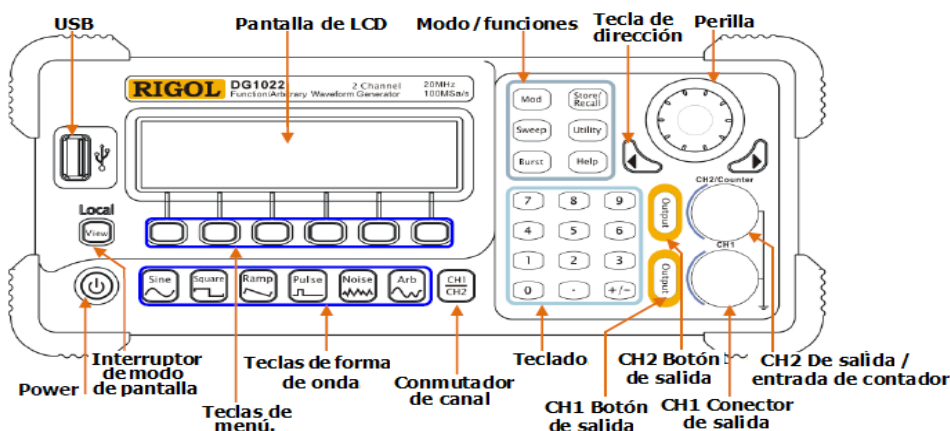 USB
Pantalla de LCD
Modo/funciones
Tecla de
dirección
Perilla
RIGOL
DG1022
2 Channel
20MHz
Function/Arbitrary Waveform Generator
100MSa/s
Mod
Store/
Recall
Sweep
Utility
Burst
Help
CH2/Counter
Local
View
7
8
9
Output
4
5
6
CH1
1
2
3
Output
0
.
+/-
Sine
Square
Ramp
Pulse
Noise
Arb
CH1
CH2
Power
Interruptor
de modo
de pantalla
Teclas de
menú.
Teclas de forma
de onda
Conmutador
de canal
Teclado
CH1 Botón
de salida
CH2 Botón
de salida
CH1 Conector
de salida
CH2 De salida /
entrada de contador